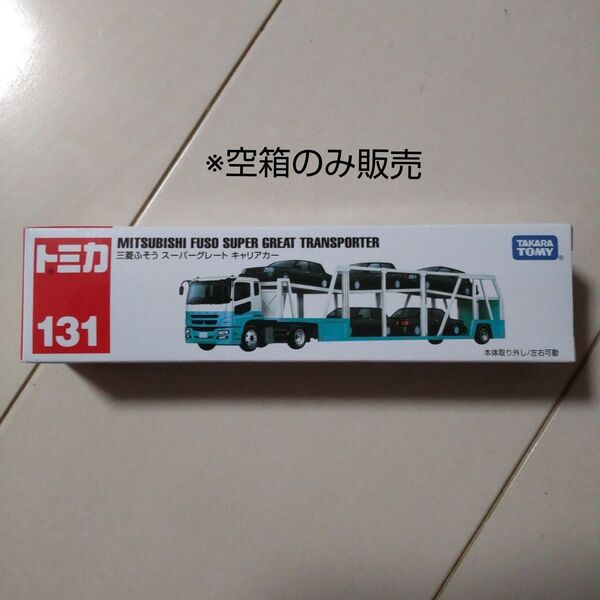 ※空箱のみ販売
トミカ
131
MITSUBISHI FUSO SUPER GREAT TRANSPORTER
三菱ふそう スーパーグレート キャリアカー
TAKARA
TOMY
本体取り外し/左右可動